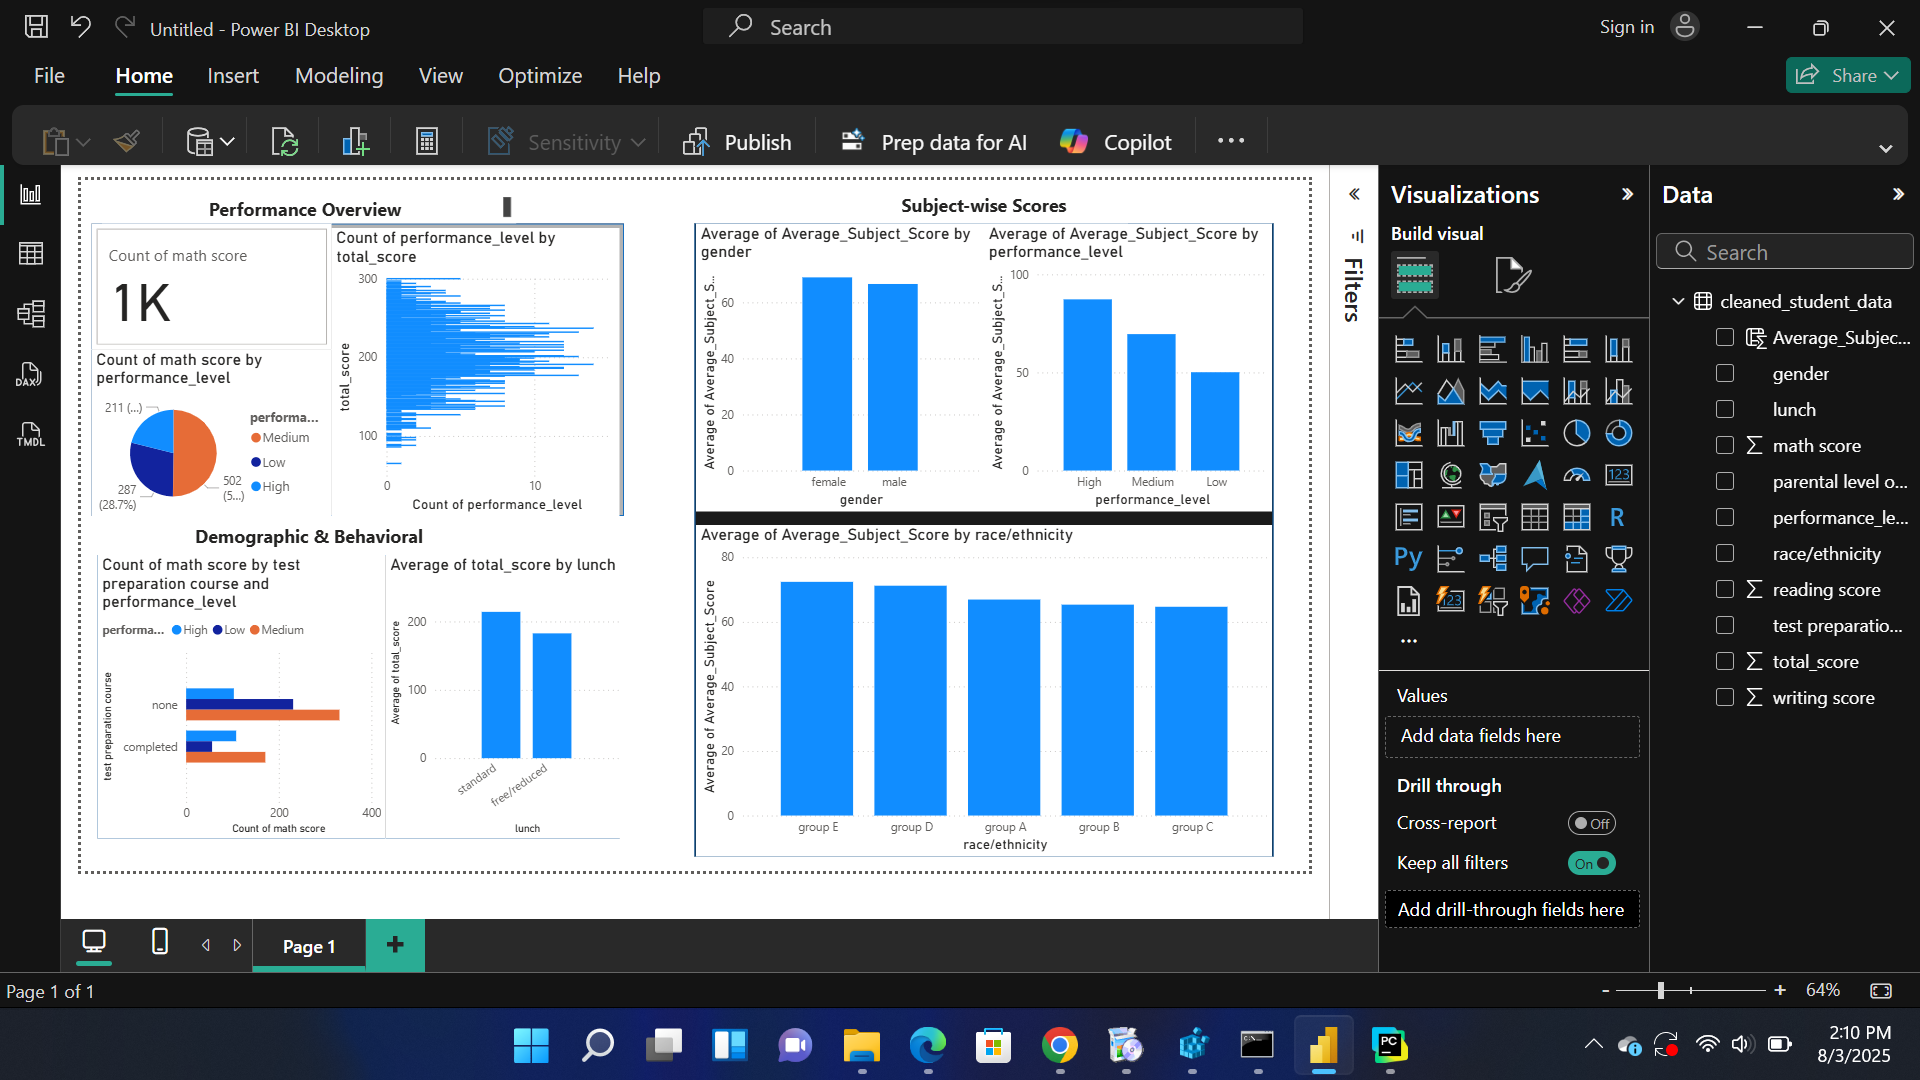 Untitled - Power BI Desktop
Search
Sign in
File
Home
Insert
Modeling
View
Optimize
Help
Share
Sensitivity
Publish
Prep data for AI
Copilot
DAX
TMDL
Performance Overview
Count of math score
1K
Count of performance_level by
total_score
300
200
100
total_score
0
10
Count of performance_level
Count of math score by
performance_level
211 (...)
287
(28.7%)
502
(5...)
performa...
Medium
Low
High
Demographic & Behavioral
Count of math score by test
preparation course and
performance_level
performa...
High
Low
Medium
test preparation course
none
completed
0
200
400
Count of math score
Average of total_score by lunch
Average of total_score
200
100
0
standard
free/reduced
lunch
Subject-wise Scores
Average of Average_Subject_Score by
gender
Average of Average_Subject_S...
60
40
20
0
female
male
gender
Average of Average_Subject_Score by
performance_level
Average of Average_Subject_S...
100
50
0
High
Medium
Low
performance_level
Average of Average_Subject_Score by race/ethnicity
Average of Average_Subject_Score
80
60
40
20
0
group E
group D
group A
group B
group C
race/ethnicity
Filters
Visualizations
Build visual
123
R
Py
123
Values
Add data fields here
Drill through
Cross-report
Off
Keep all filters
On
Add drill-through fields here
Data
Search
cleaned_student_data
Average_Subjec...
gender
lunch
math score
parental level o...
performance_le...
race/ethnicity
reading score
test preparatio...
total_score
writing score
Page 1
Page 1 of 1
64%
PC
2:10 PM
8/3/2025